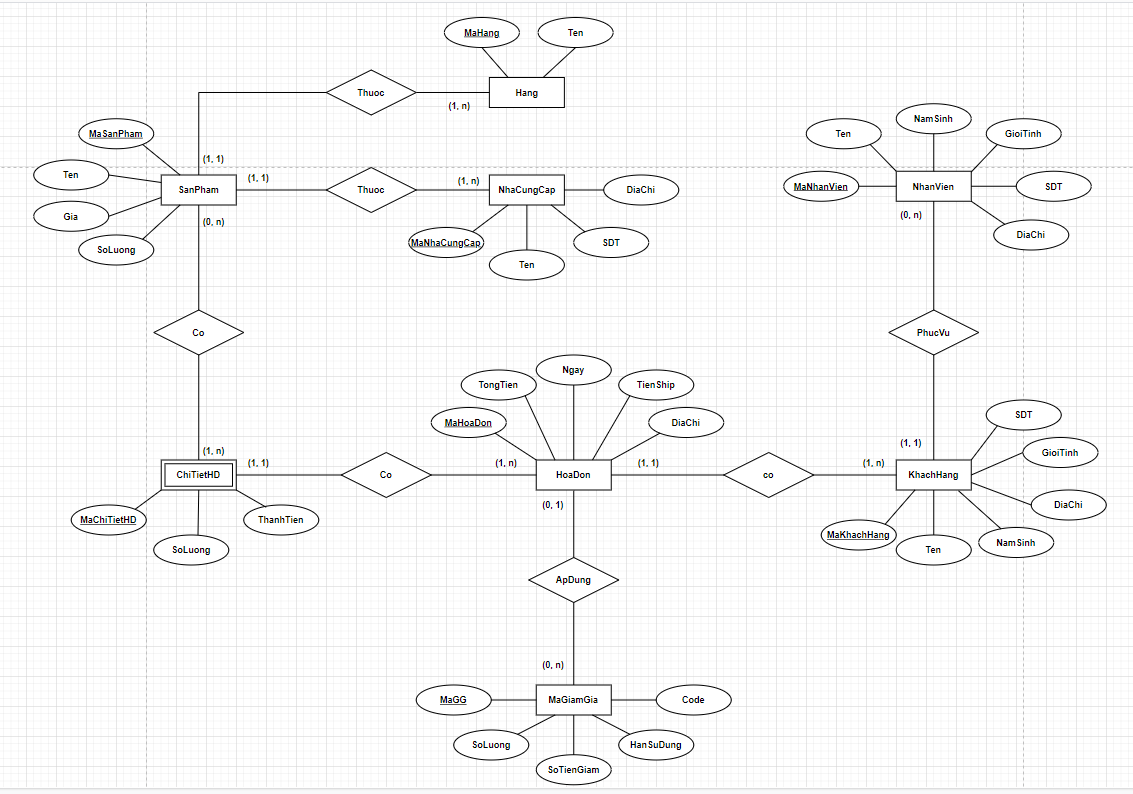 MaHang
Ten
Thuoc
Hang
(1, n)
MaSanPham
(1, 1)
Ten
SanPham
(1, 1)
Thuoc
(1, n)
NhaCungCap
DiaChi
Gia
(0, n)
SoLuong
MaNhaCungCap
SDT
Ten
NamSinh
Ten
GioiTinh
MaNhanVien
NhanVien
SDT
(0, n)
DiaChi
Co
PhucVu
Ngay
TongTien
TienShip
MaHoaDon
DiaChi
SDT
(1, 1)
GioiTinh
(1, n)
ChiTietHD
(1, 1)
Co
(1, n)
HoaDon
(1, 1)
co
(1, n)
KhachHang
(0, 1)
DiaChi
MaChiTietHD
ThanhTien
SoLuong
MaKhachHang
Ten
NamSinh
ApDung
(0, n)
MaGG
MaGiamGia
Code
SoLuong
HanSuDung
SoTienGiam